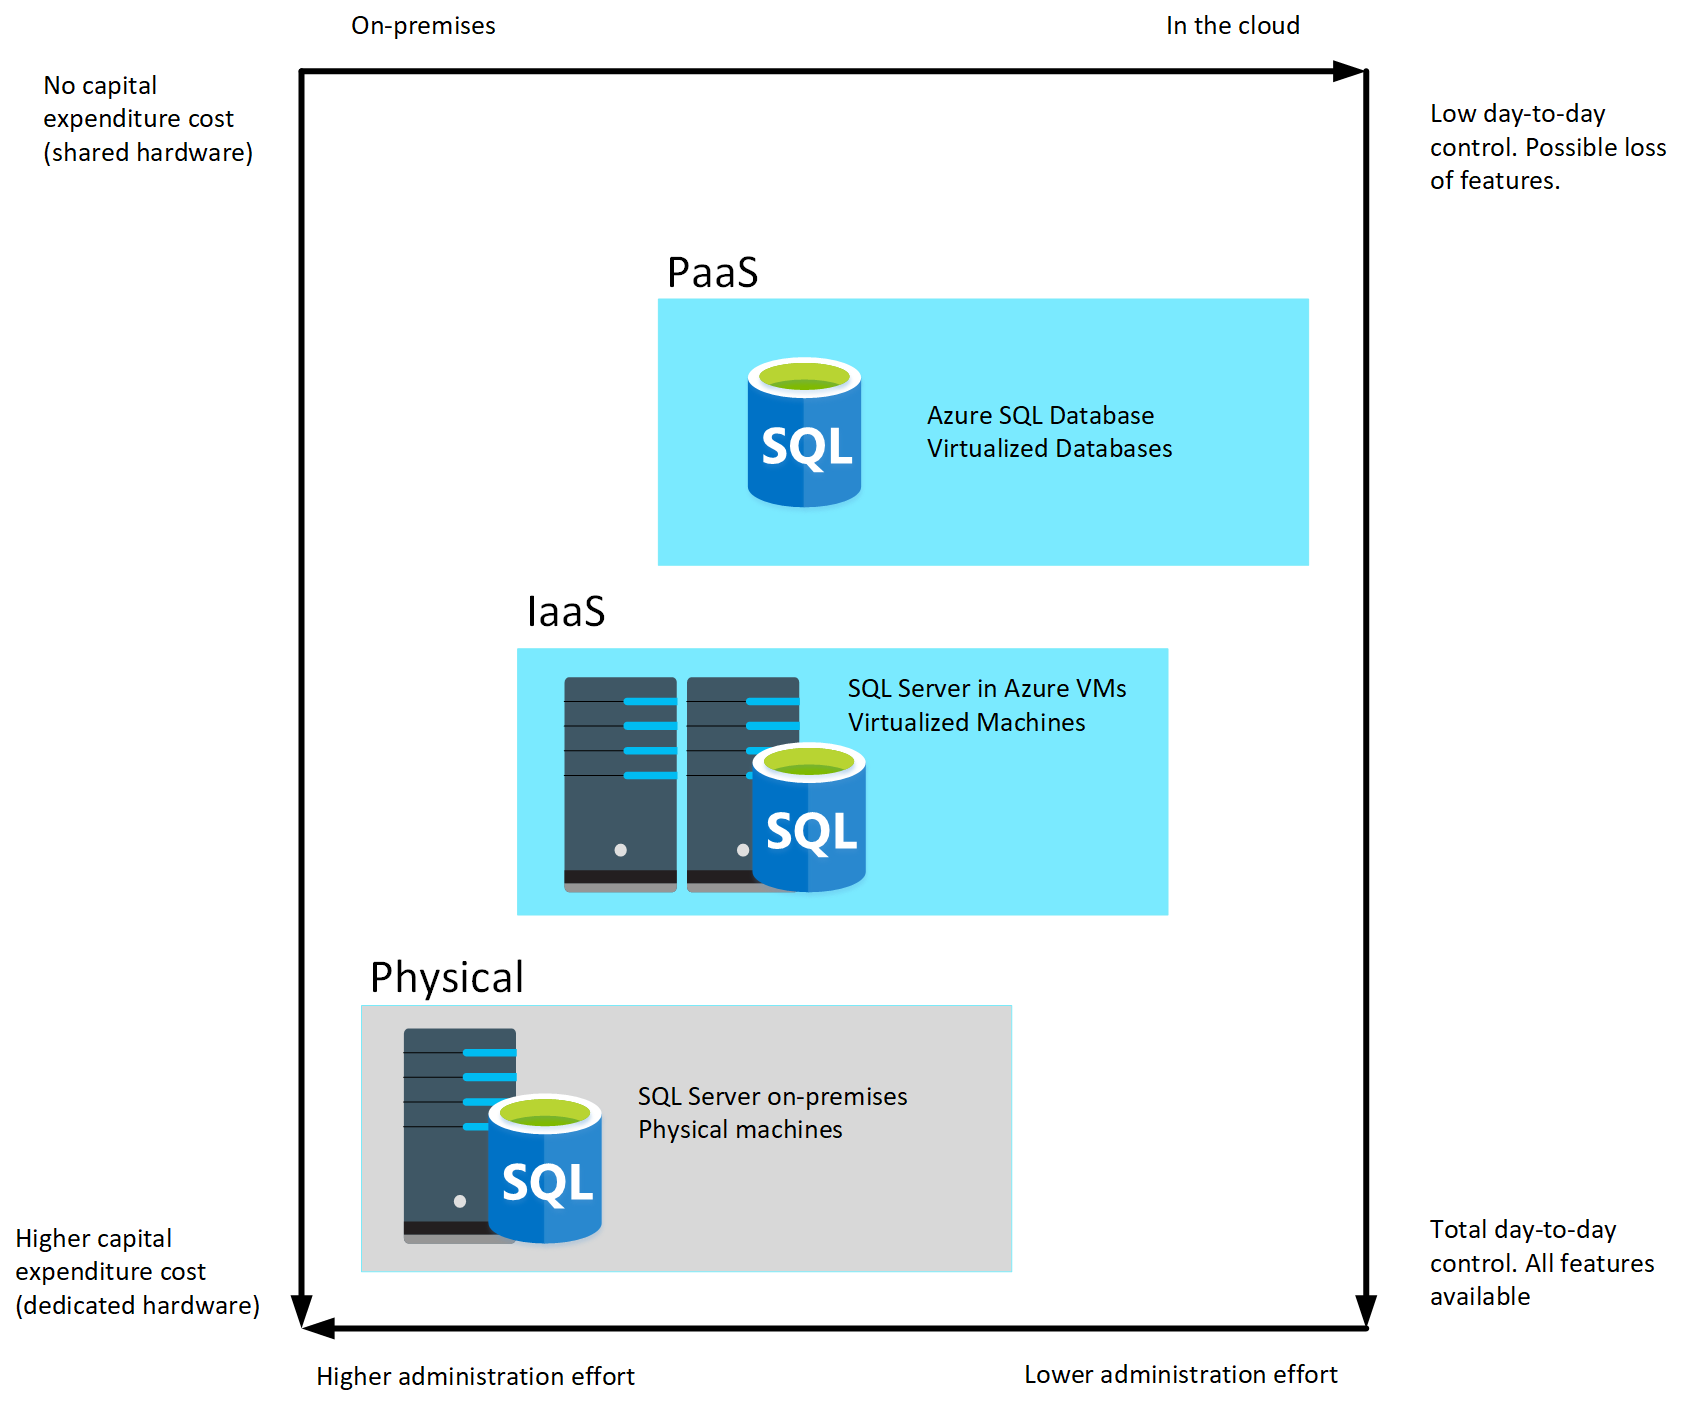 On-premises
In the cloud
No capital
expenditure cost
(shared hardware)
Low day-to-day
control. Possible loss
of features.
PaaS
SQL
Azure SQL Database
Virtualized Databases
IaaS
SQL Server in Azure VMs
Virtualized Machines
SQL
Physical
SQL Server on-premises
Physical machines
SQL
Higher capital
expenditure cost
(dedicated hardware)
Total day-to-day
control. All features
available
Higher administration effort
Lower administration effort